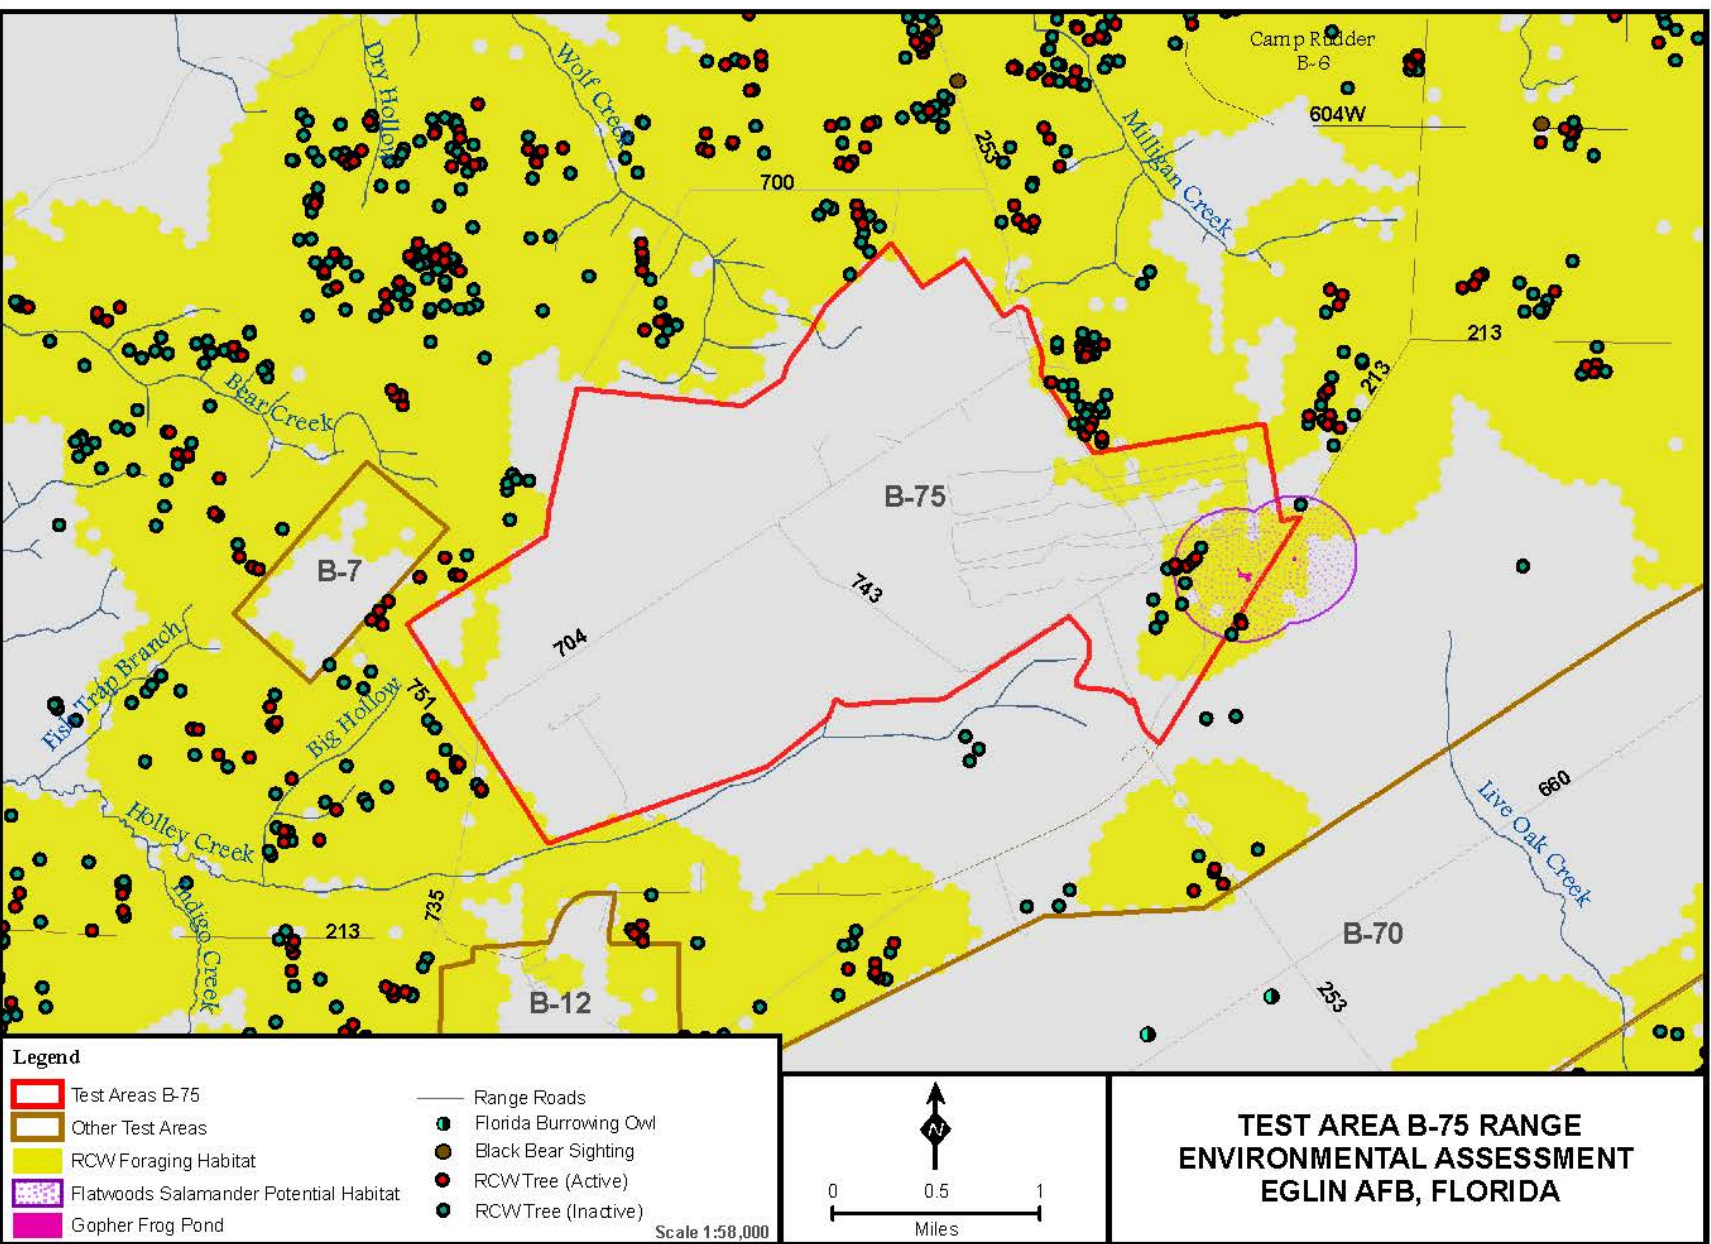 Camp Rudder
B-6
604W
Dry Hollow
Wolf Creek
253
Milligan Creek
700
213
213
Bear Creek
B-75
B-7
743
704
Fish Trap Branch
751
Big Hollow
660
Live Oak Creek
Holley Creek
Indigo Creek
735
213
B-70
B-12
253
Legend
Test Areas B-75
Other Test Areas
RCW Foraging Habitat
Flatwoods Salamander Potential Habitat
Gopher Frog Pond
Range Roads
Florida Burrowing Owl
Black Bear Sighting
RCW Tree (Active)
RCW Tree (Inactive)
Scale 1:58,000
N
0 0.5 1
Miles
TEST AREA B-75 RANGE
ENVIRONMENTAL ASSESSMENT
EGLIN AFB, FLORIDA